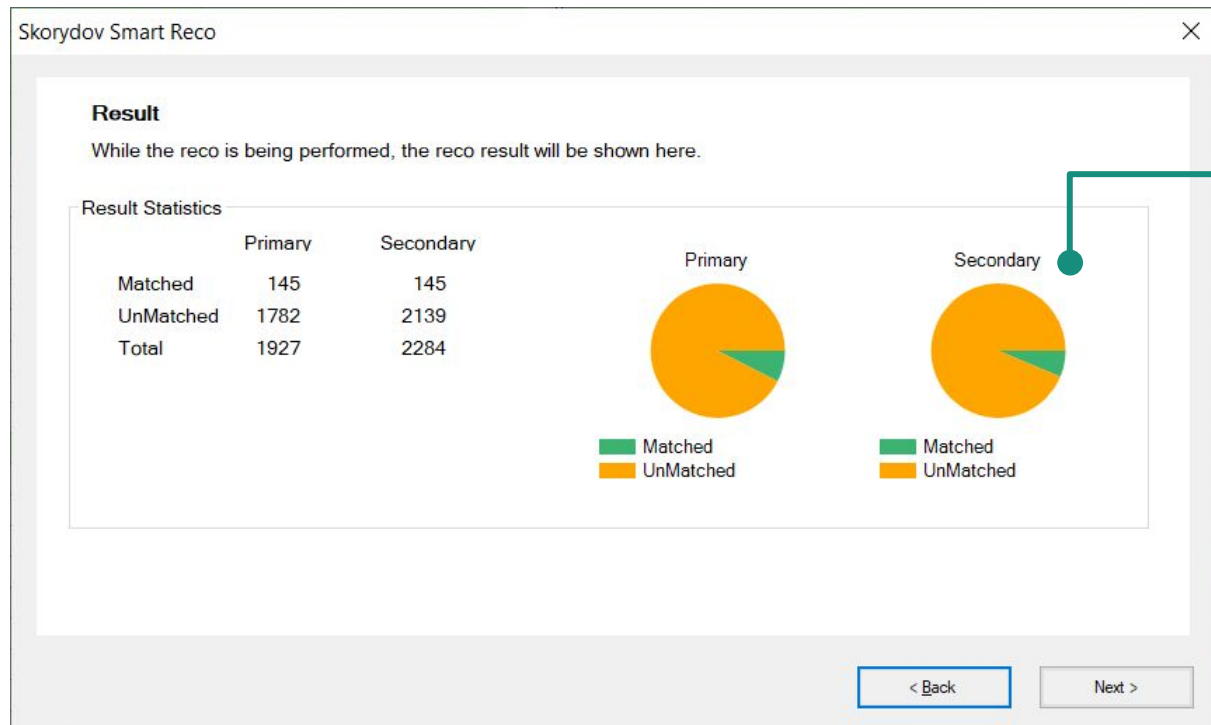 Skorydov Smart Reco
Result
While the reco is being performed, the reco result will be shown here.
Result Statistics
Primary Secondary
Matched 145 145
UnMatched 1782 2139
Total 1927 2284
Primary Secondary
Matched Matched
UnMatched UnMatched
< Back Next >